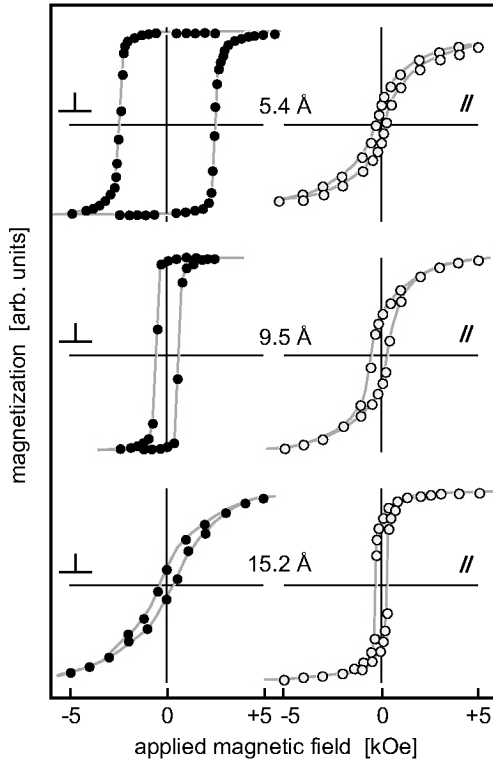 ⊥ 5.4 Å //
⊥ 9.5 Å //
⊥ 15.2 Å //
magnetization [arb. units]
-5 0 +5 -5 0 +5
applied magnetic field [kOe]